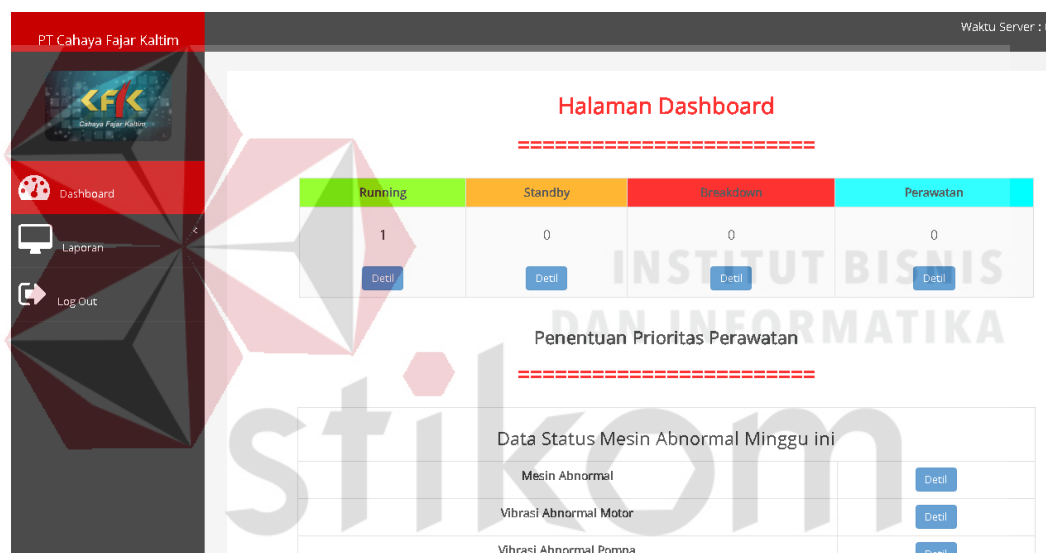 Waktu Server :
PT Cahaya Fajar Kaltim
CFK
Cahaya Fajar Kaltim
Halaman Dashboard
========================
Dashboard
Laporan
Log Out
Running Standby Breakdown Perawatan
1 0 0 0
Detil Detil Detil Detil
INSTITUT BISNIS
DAN INFORMATIKA
stikom
Penentuan Prioritas Perawatan
========================
Data Status Mesin Abnormal Minggu ini
Mesin Abnormal Detil
Vibrasi Abnormal Motor Detil
Vibrasi Abnormal Pompa Detil